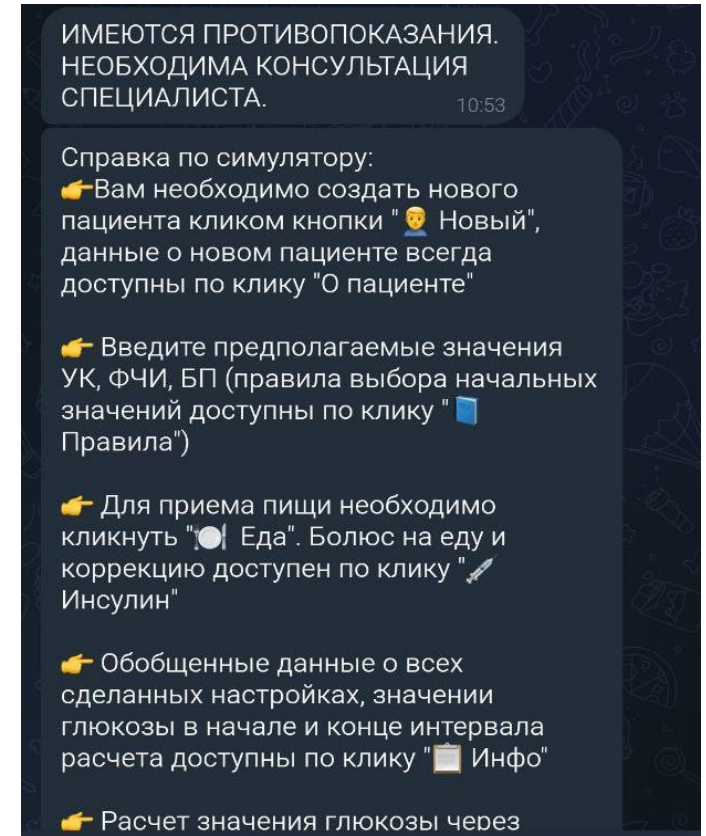 ИМЕЮТСЯ ПРОТИВОПОКАЗАНИЯ.
НЕОБХОДИМА КОНСУЛЬТАЦИЯ
СПЕЦИАЛИСТА.
10:53
Справка по симулятору:
👉Вам необходимо создать нового
пациента кликом кнопки "👨‍🦱 Новый",
данные о новом пациенте всегда
доступны по клику "О пациенте"
👉 Введите предполагаемые значения
УК, ФЧИ, БП (правила выбора начальных
значений доступны по клику "📘
Правила")
👉 Для приема пищи необходимо
кликнуть "🍽 Еда". Болюс на еду и
коррекцию доступен по клику "💉
Инсулин"
👉 Обобщенные данные о всех
сделанных настройках, значении
глюкозы в начале и конце интервала
расчета доступны по клику "📋 Инфо"
👉 Расчет значения глюкозы через